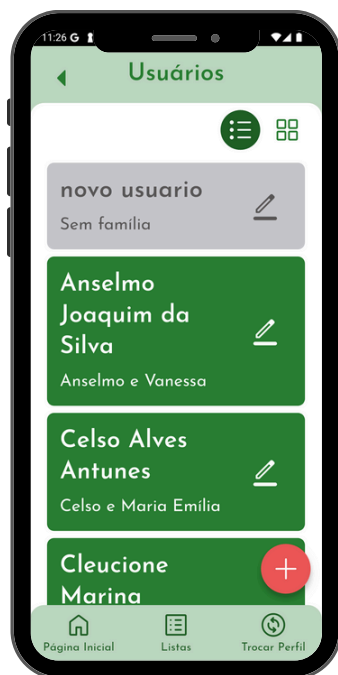 11:26 G
Usuários
novo usuario
Sem família
Anselmo
Joaquim da
Silva
Anselmo e Vanessa
Celso Alves
Antunes
Celso e Maria Emília
Cleucione
Marina
Página Inicial
Listas
Trocar Perfil